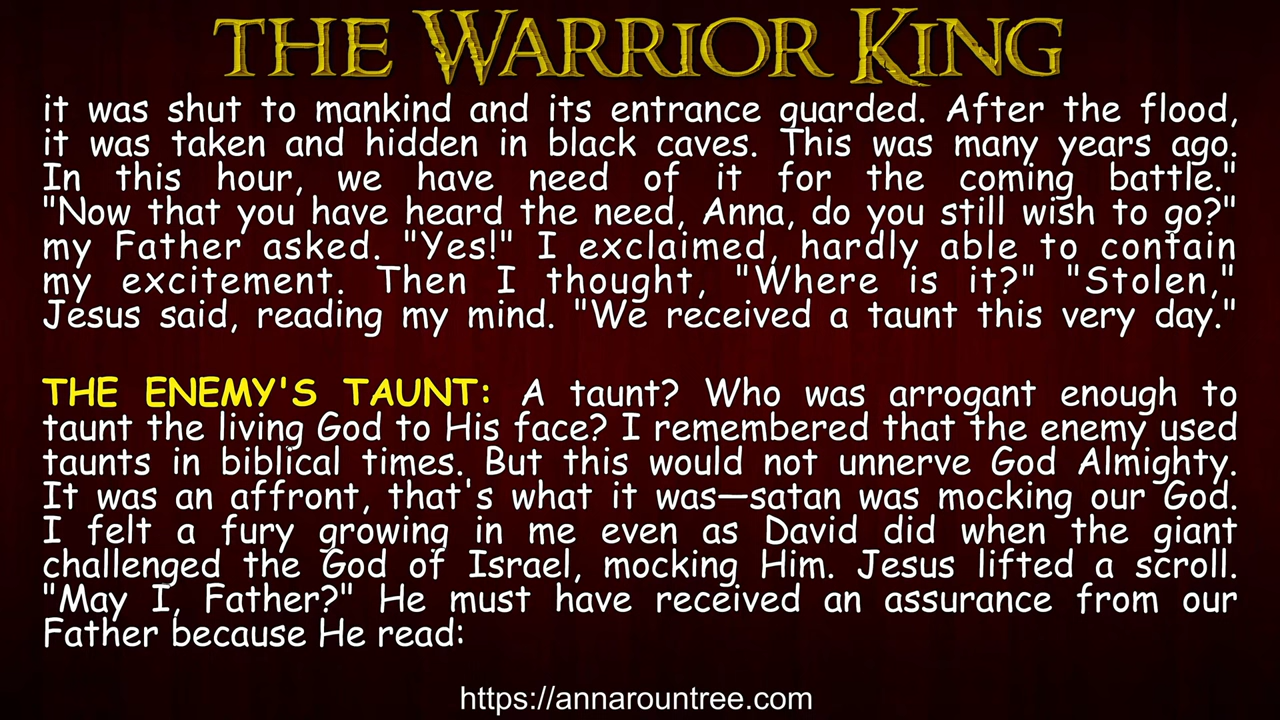 THE WARRIOR KING
it was shut to mankind and its entrance guarded. After the flood,
it was taken and hidden in black caves. This was many years ago.
In this hour, we have need of it for the coming battle."
"Now that you have heard the need, Anna, do you still wish to go?"
my Father asked. "Yes!" I exclaimed, hardly able to contain
my excitement. Then I thought, "Where is it?" "Stolen,"
Jesus said, reading my mind. "We received a taunt this very day."
THE ENEMY'S TAUNT: A taunt? Who was arrogant enough to
taunt the living God to His face? I remembered that the enemy used
taunts in biblical times. But this would not unnerve God Almighty.
It was an affront, that's what it was—satan was mocking our God.
I felt a fury growing in me even as David did when the giant
challenged the God of Israel, mocking Him. Jesus lifted a scroll.
"May I, Father?" He must have received an assurance from our
Father because He read:
https://annarountree.com